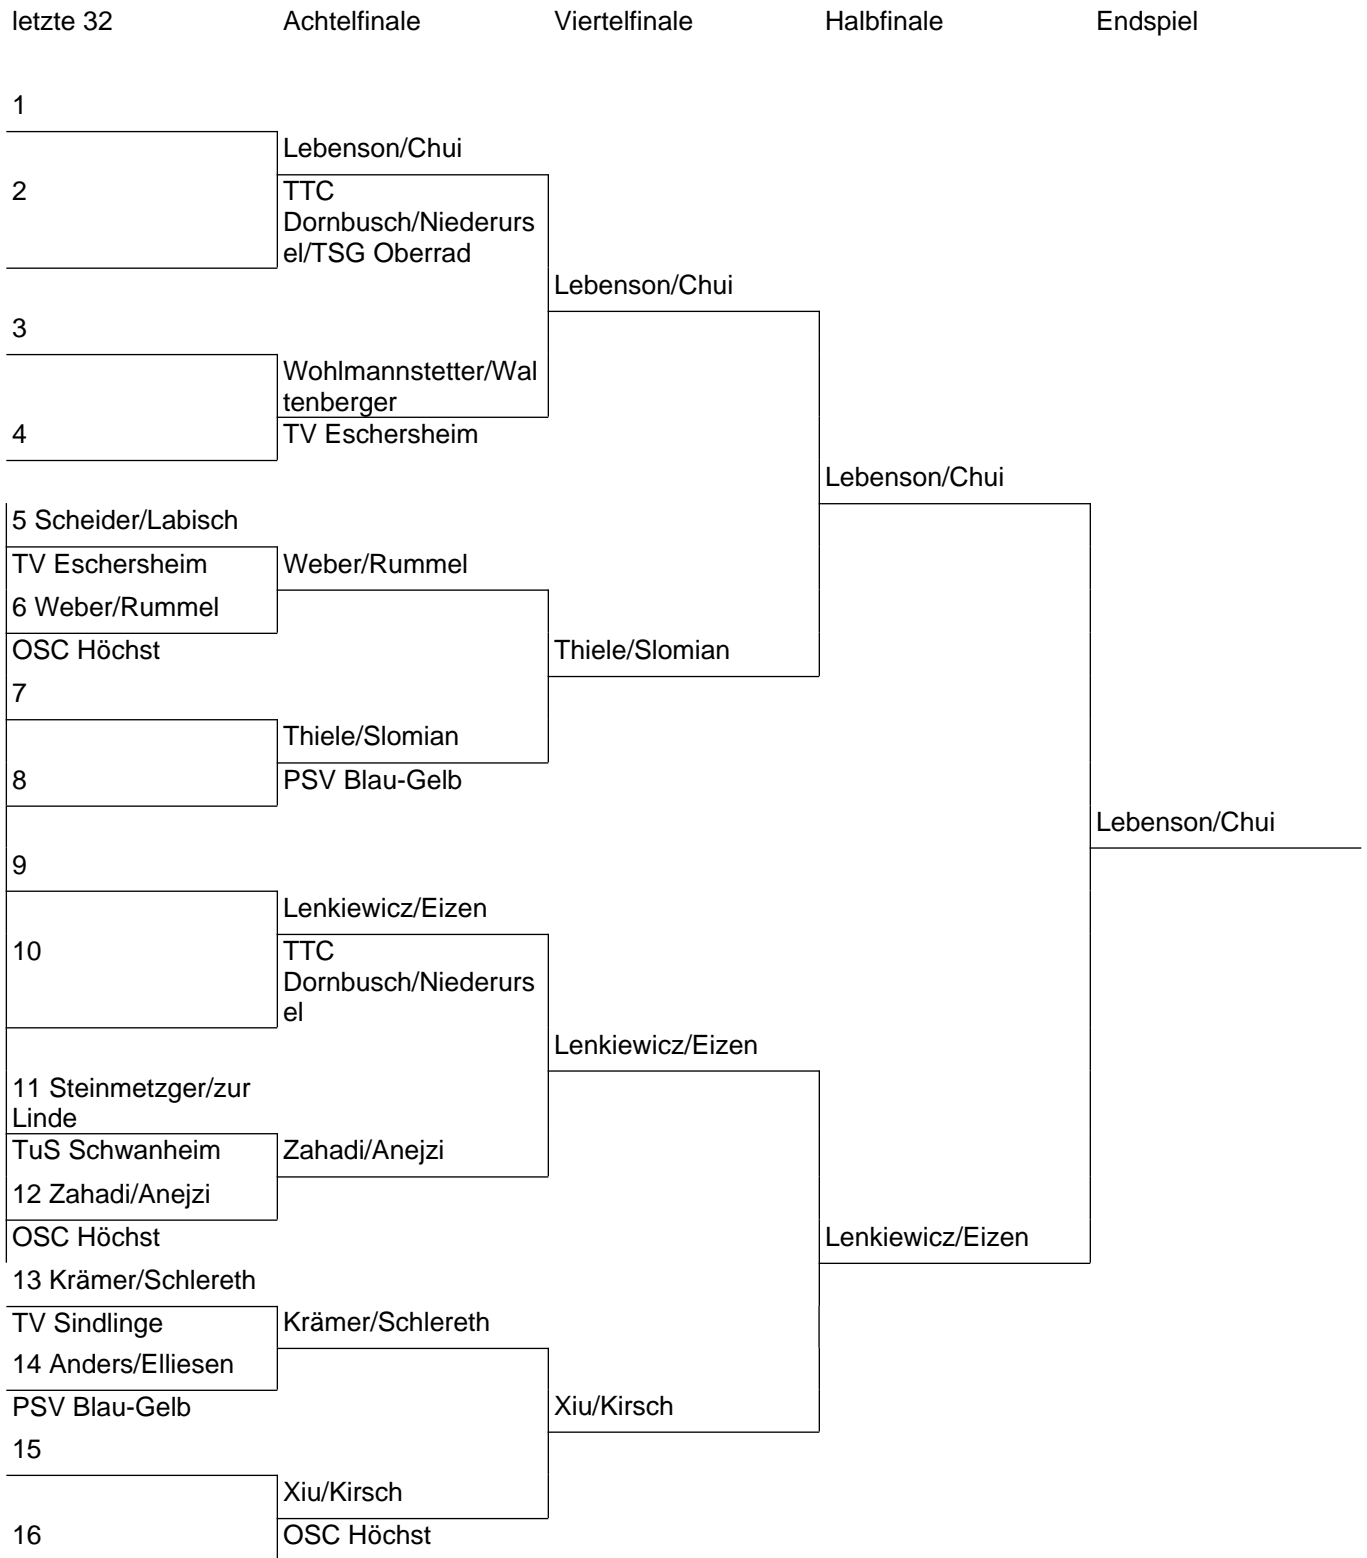 letzte 32 Achtelfinale Viertelfinale Halbfinale Endspiel
1
Lebenson/Chui
2 TTC
Dornbusch/Niederurs
el/TSG Oberrad
Lebenson/Chui
3
Wohlmannstetter/Wal
tenberger
4 TV Eschersheim
Lebenson/Chui
5 Scheider/Labisch
TV Eschersheim Weber/Rummel
6 Weber/Rummel
OSC Höchst Thiele/Slomian
7
Thiele/Slomian
8 PSV Blau-Gelb
Lebenson/Chui
9
Lenkiewicz/Eizen
10 TTC
Dornbusch/Niederurs
el
Lenkiewicz/Eizen
11 Steinmetzger/zur
Linde
TuS Schwanheim Zahadi/Anejzi
12 Zahadi/Anejzi
OSC Höchst Lenkiewicz/Eizen
13 Krämer/Schlereth
TV Sindlinge Krämer/Schlereth
14 Anders/Elliesen
PSV Blau-Gelb Xiu/Kirsch
15
Xiu/Kirsch
16 OSC Höchst